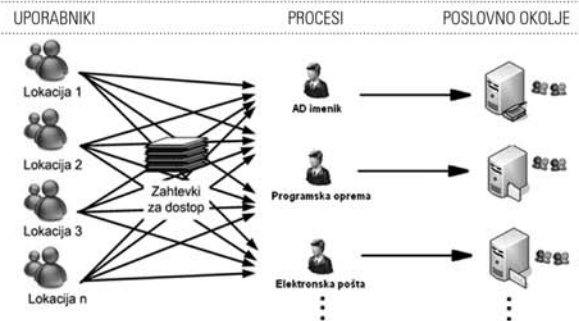 UPORABNIKI
PROCESI
POSLOVNO OKOLJE
Lokacija 1
AD imenik
Lokacija 2
Zahtevki
za dostop
Programska oprema
Lokacija 3
Elektronska pošta
Lokacija n